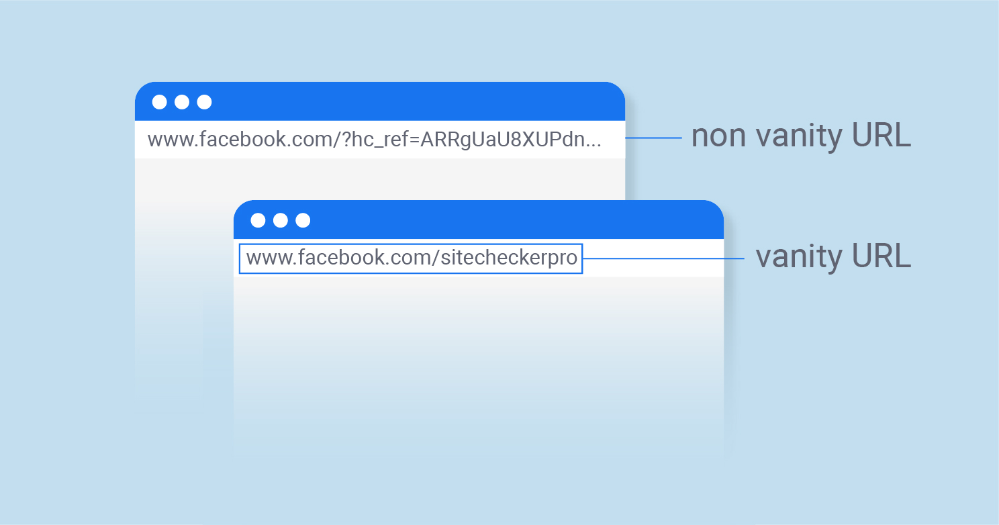 www.facebook.com/?hc_ref=ARRgUaU8XUPdn...
non vanity URL
www.facebook.com/sitecheckerpro
vanity URL